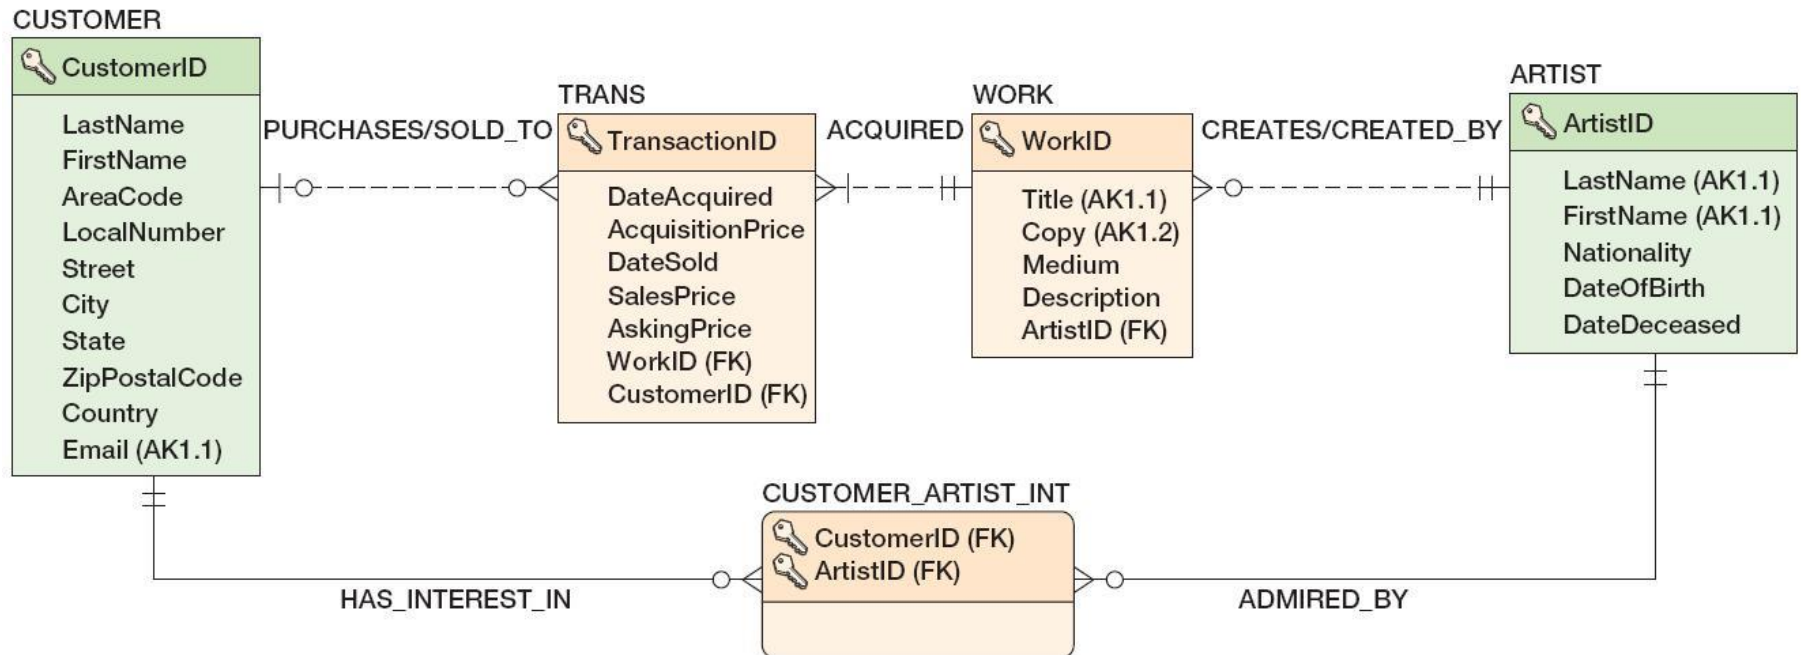 CUSTOMER
CustomerID
LastName
FirstName
AreaCode
LocalNumber
Street
City
State
ZipPostalCode
Country
Email (AK1.1)
PURCHASES/SOLD_TO
TRANS
TransactionID
DateAcquired
AcquisitionPrice
DateSold
SalesPrice
AskingPrice
WorkID (FK)
CustomerID (FK)
ACQUIRED
WORK
WorkID
Title (AK1.1)
Copy (AK1.2)
Medium
Description
ArtistID (FK)
CREATES/CREATED_BY
ARTIST
ArtistID
LastName (AK1.1)
FirstName (AK1.1)
Nationality
DateOfBirth
DateDeceased
HAS_INTEREST_IN
CUSTOMER_ARTIST_INT
CustomerID (FK)
ArtistID (FK)
ADMIRED_BY